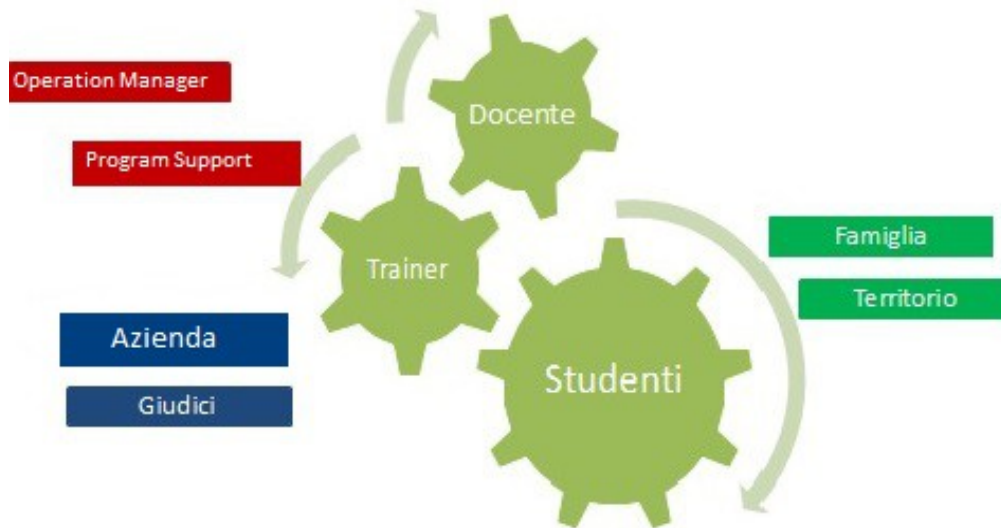 Operation Manager
Docente
Program Support
Trainer
Famiglia
Territorio
Azienda
Studenti
Giudici